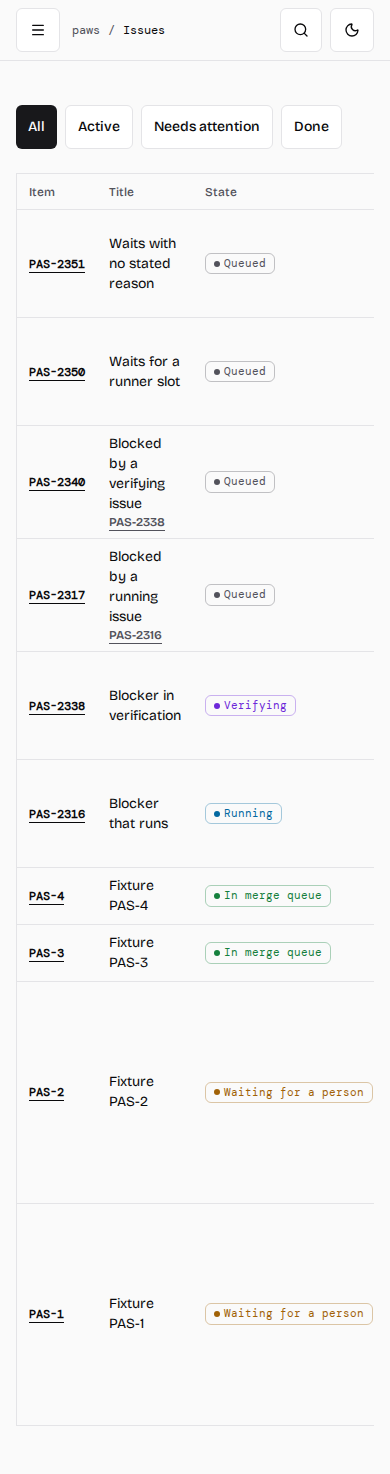 paws / Issues
All Active Needs attention Done
Item Title State
PAS-2351 Waits with no stated reason Queued
PAS-2350 Waits for a runner slot Queued
PAS-2340 Blocked by a verifying issue PAS-2338 Queued
PAS-2317 Blocked by a running issue PAS-2316 Queued
PAS-2338 Blocker in verification Verifying
PAS-2316 Blocker that runs Running
PAS-4 Fixture PAS-4 In merge queue
PAS-3 Fixture PAS-3 In merge queue
PAS-2 Fixture PAS-2 Waiting for a person
PAS-1 Fixture PAS-1 Waiting for a person